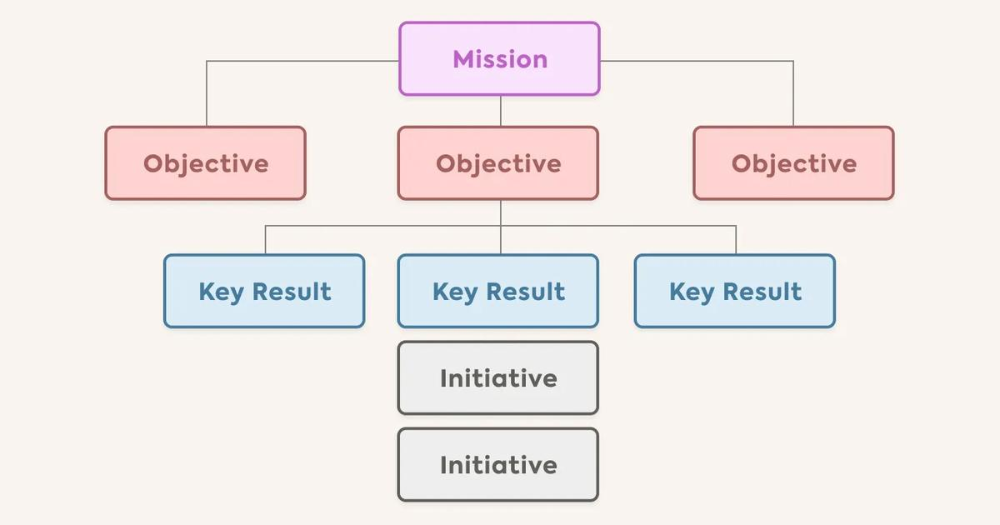 Mission
Objective
Objective
Objective
Key Result
Key Result
Key Result
Initiative
Initiative